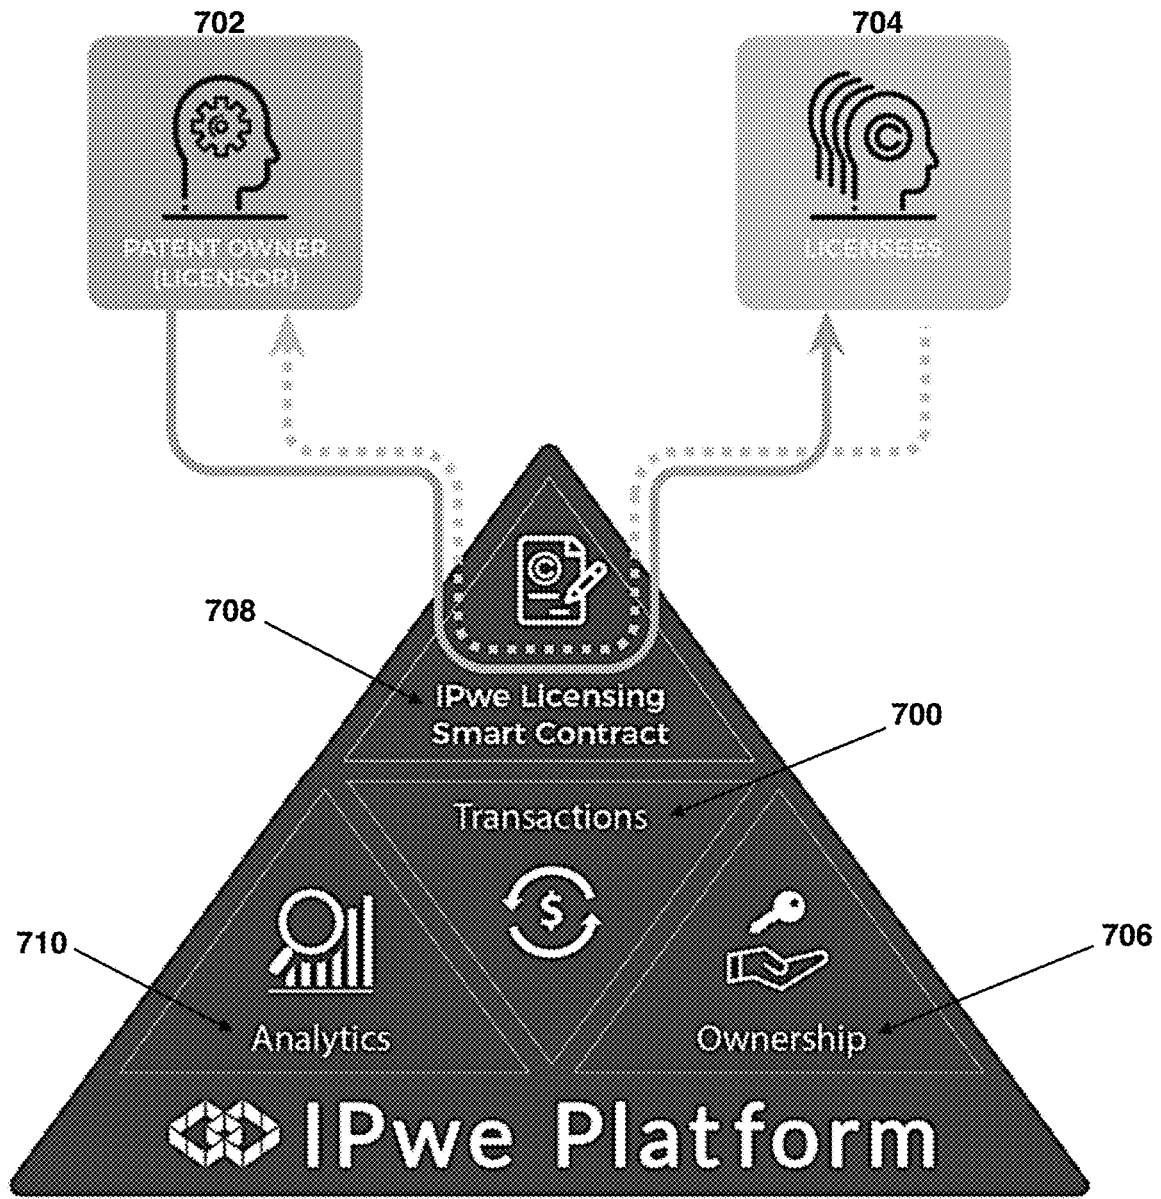 702
704
PATENT OWNER
(LICENSOR)
LICENSEES
708
IPwe Licensing
Smart Contract
700
Transactions
$
710
706
Analytics
Ownership
IPwe Platform